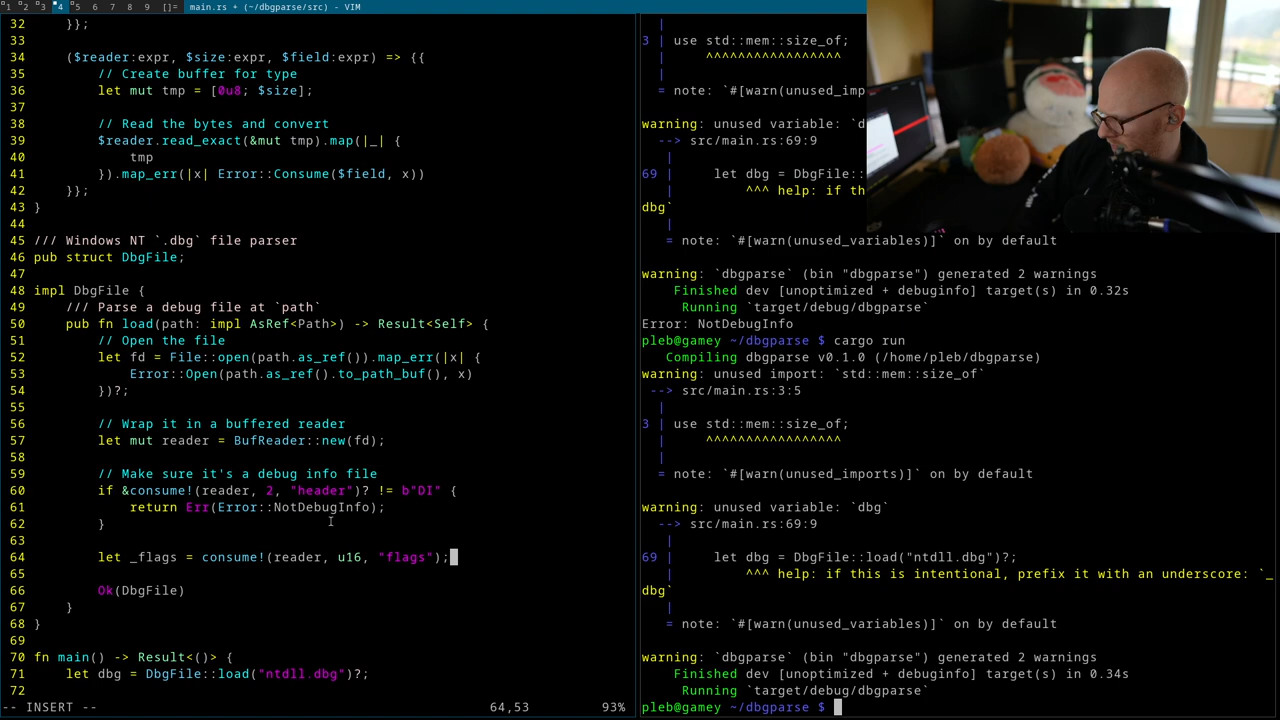 1 2 3 4 5 6 7 8 9 []= main.rs + (~/dbgparse/src) - VIM
32     }};
33
34     ($reader:expr, $size:expr, $field:expr) => {{
35         // Create buffer for type
36         let mut tmp = [0u8; $size];
37
38         // Read the bytes and convert
39         $reader.read_exact(&mut tmp).map(|_| {
40             tmp
41         }).map_err(|x| Error::Consume($field, x))
42     }};
43 }
44
45 /// Windows NT `.dbg` file parser
46 pub struct DbgFile;
47
48 impl DbgFile {
49     /// Parse a debug file at `path`
50     pub fn load(path: impl AsRef<Path>) -> Result<Self> {
51         // Open the file
52         let fd = File::open(path.as_ref()).map_err(|x| {
53             Error::Open(path.as_ref().to_path_buf(), x)
54         })?;
55
56         // Wrap it in a buffered reader
57         let mut reader = BufReader::new(fd);
58
59         // Make sure it's a debug info file
60         if &consume!(reader, 2, "header")? != b"DI" {
61             return Err(Error::NotDebugInfo);
62         }
63
64         let _flags = consume!(reader, u16, "flags");
65
66         Ok(DbgFile)
67     }
68 }
69
70 fn main() -> Result<()> {
71     let dbg = DbgFile::load("ntdll.dbg")?;
72
-- INSERT -- 64,53 93%
  |
3 | use std::mem::size_of;
  |     ^^^^^^^^^^^^^^^^^
  |
  = note: `#[warn(unused_imp
warning: unused variable: `d
  --> src/main.rs:69:9
   |
69 |     let dbg = DbgFile::
   |         ^^^ help: if th
dbg`
   |
   = note: `#[warn(unused_variables)]` on by default
warning: `dbgparse` (bin "dbgparse") generated 2 warnings
    Finished dev [unoptimized + debuginfo] target(s) in 0.32s
     Running `target/debug/dbgparse`
Error: NotDebugInfo
pleb@gamey ~/dbgparse $ cargo run
   Compiling dbgparse v0.1.0 (/home/pleb/dbgparse)
warning: unused import: `std::mem::size_of`
 --> src/main.rs:3:5
  |
3 | use std::mem::size_of;
  |     ^^^^^^^^^^^^^^^^^
  |
  = note: `#[warn(unused_imports)]` on by default
warning: unused variable: `dbg`
  --> src/main.rs:69:9
   |
69 |     let dbg = DbgFile::load("ntdll.dbg")?;
   |         ^^^ help: if this is intentional, prefix it with an underscore: `_
dbg`
   |
   = note: `#[warn(unused_variables)]` on by default
warning: `dbgparse` (bin "dbgparse") generated 2 warnings
    Finished dev [unoptimized + debuginfo] target(s) in 0.34s
     Running `target/debug/dbgparse`
pleb@gamey ~/dbgparse $